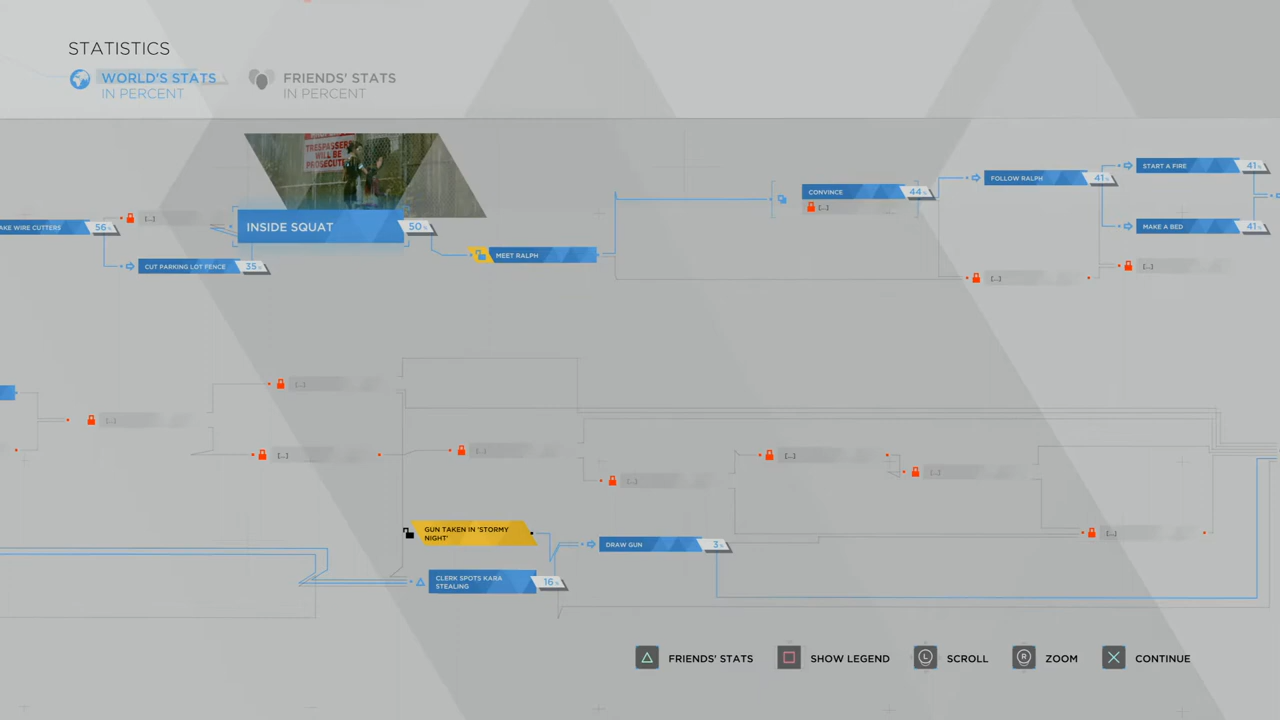 STATISTICS
WORLD'S STATS
IN PERCENT
FRIENDS' STATS
IN PERCENT
TRESPASSERS
WILL BE
PROSECUTED
START A FIRE 41%
FOLLOW RALPH 41%
CONVINCE 44%
[...]
AKE WIRE CUTTERS 56%
[...]
INSIDE SQUAT 50%
MAKE A BED 41%
MEET RALPH
CUT PARKING LOT FENCE 35%
[...]
[...]
[...]
[...]
[...]
[...]
[...]
[...]
[...]
GUN TAKEN IN 'STORMY
NIGHT'
[...]
DRAW GUN 3%
CLERK SPOTS KARA
STEALING 16%
FRIENDS' STATS
SHOW LEGEND
L SCROLL
R ZOOM
CONTINUE